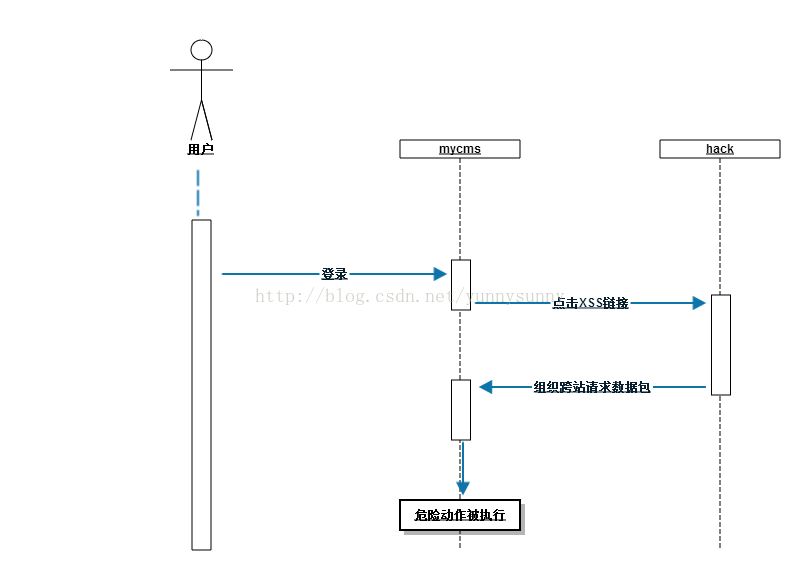 用户
mycms
hack
登录
http://blog.csdn.net/yunnysunny
点击XSS链接
组织跨站请求数据包
危险动作被执行